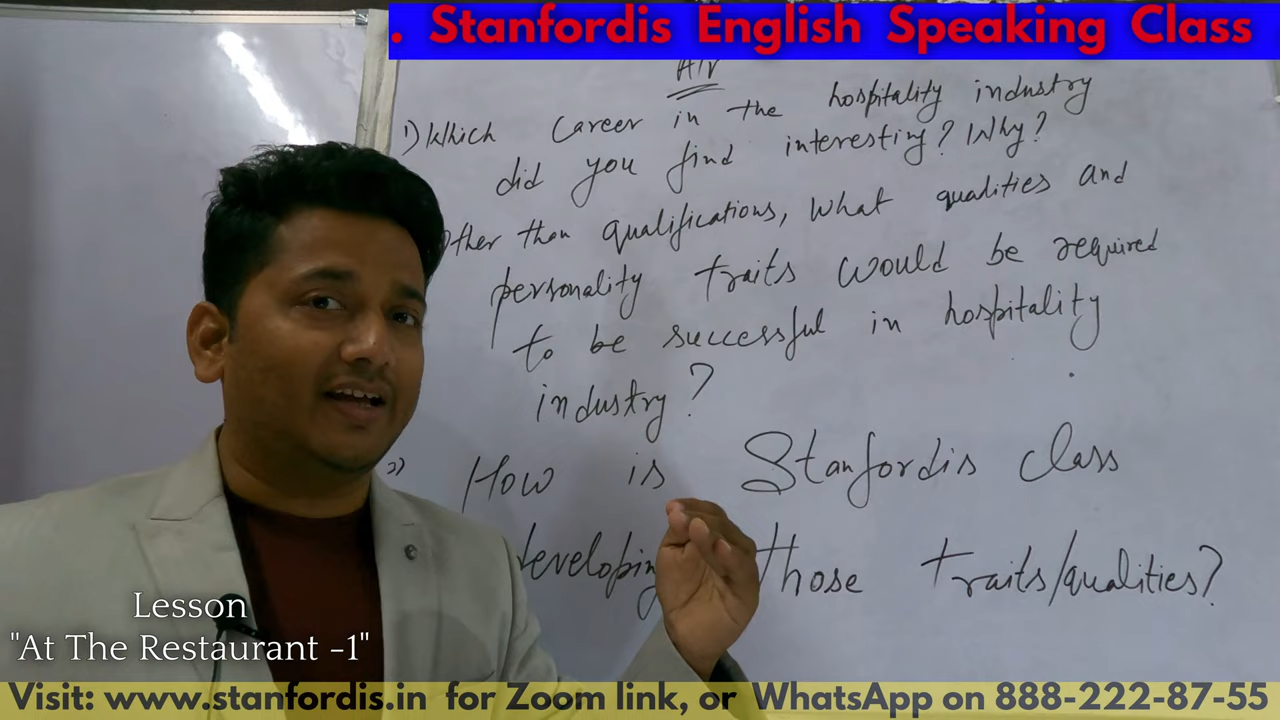 . Stanfordis English Speaking Class
1) Which career in the hospitality industry
did you find interesting? Why?
Other than qualifications, What qualities and
personality traits would be required
to be successful in hospitality
industry?
How is Stanfordis class
developing those traits/qualities?
Lesson
"At The Restaurant -1"
Visit: www.stanfordis.in for Zoom link, or WhatsApp on 888-222-87-55